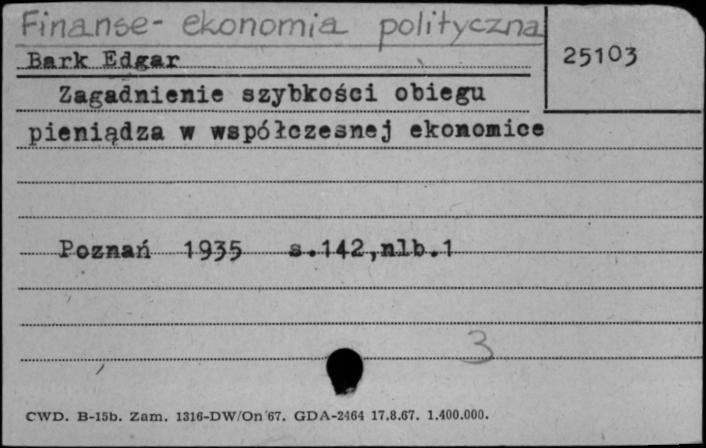 Finanse- ekonomia polityczna
Bark Edgar
25103
Zagadnienie szybkości obiegu
pieniądza w współczesnej ekonomice
Poznań 1935 s.142,nlb.1
3
CWD. B-15b. Zam. 1316-DW/On'67. GDA-2464 17.8.67. 1.400.000.